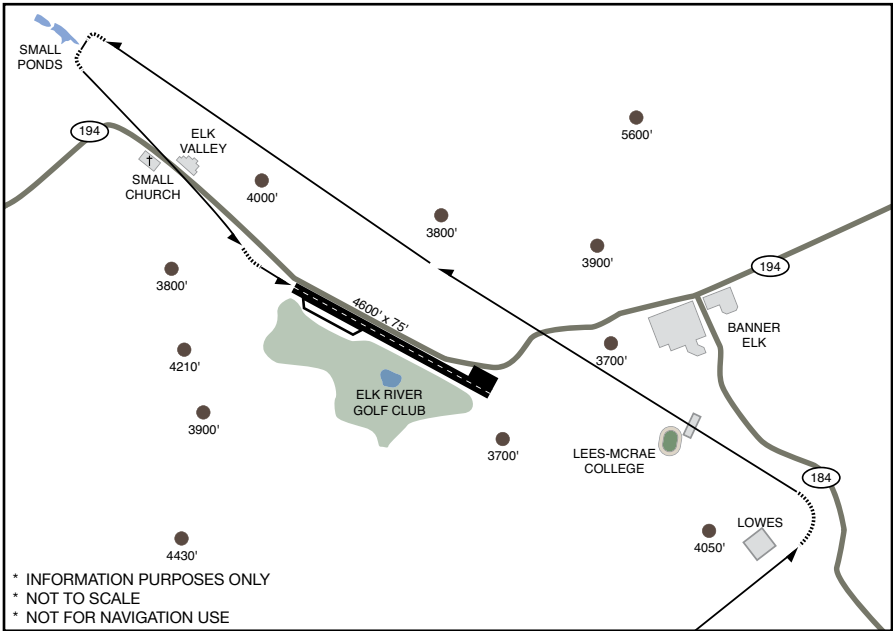 SMALL
PONDS
194
ELK
VALLEY
SMALL
CHURCH
4000'
5600'
3800'
3900'
194
3800'
4600' x 75'
BANNER
ELK
3700'
4210'
ELK RIVER
GOLF CLUB
3900'
3700'
LEES-MCRAE
COLLEGE
184
LOWES
4050'
4430'
* INFORMATION PURPOSES ONLY
* NOT TO SCALE
* NOT FOR NAVIGATION USE